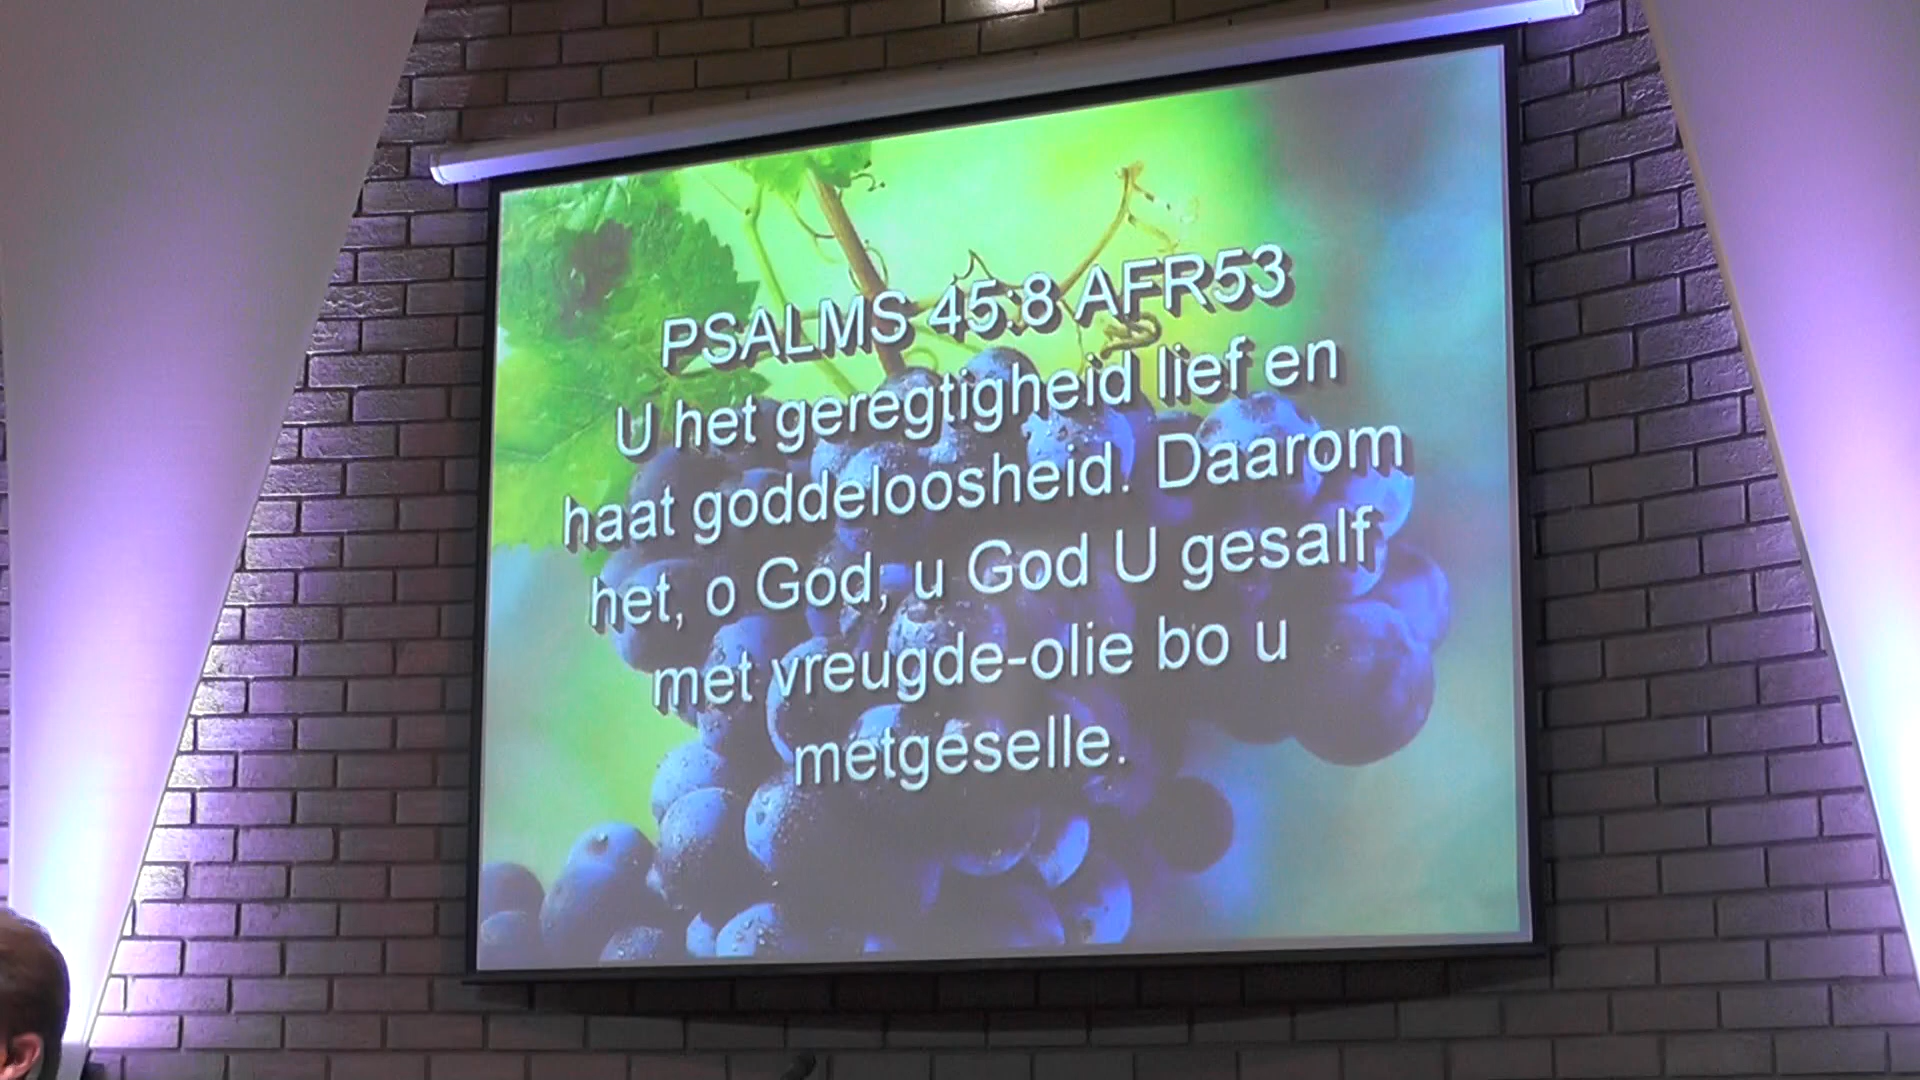 PSALMS 45:8 AFR53
U het geregtigheid lief en
haat goddeloosheid. Daarom
het, o God, u God U gesalf
met vreugde-olie bo u
metgeselle.